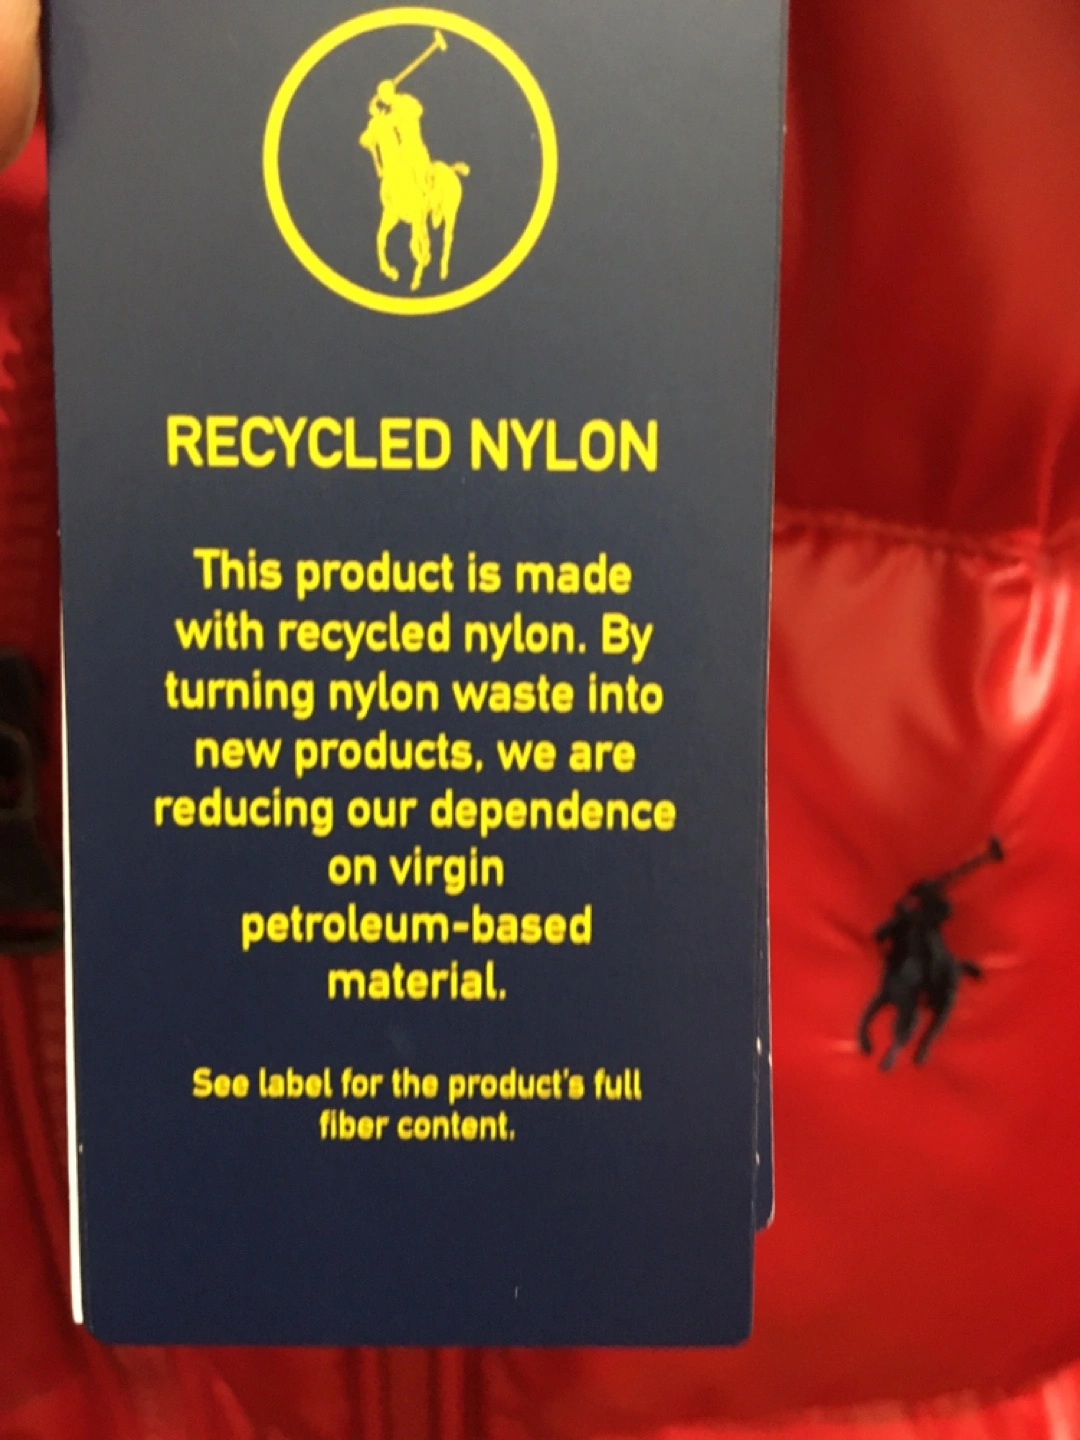 RECYCLED NYLON
This product is made
with recycled nylon. By
turning nylon waste into
new products, we are
reducing our dependence
on virgin
petroleum-based
material.
See label for the product's full
fiber content.